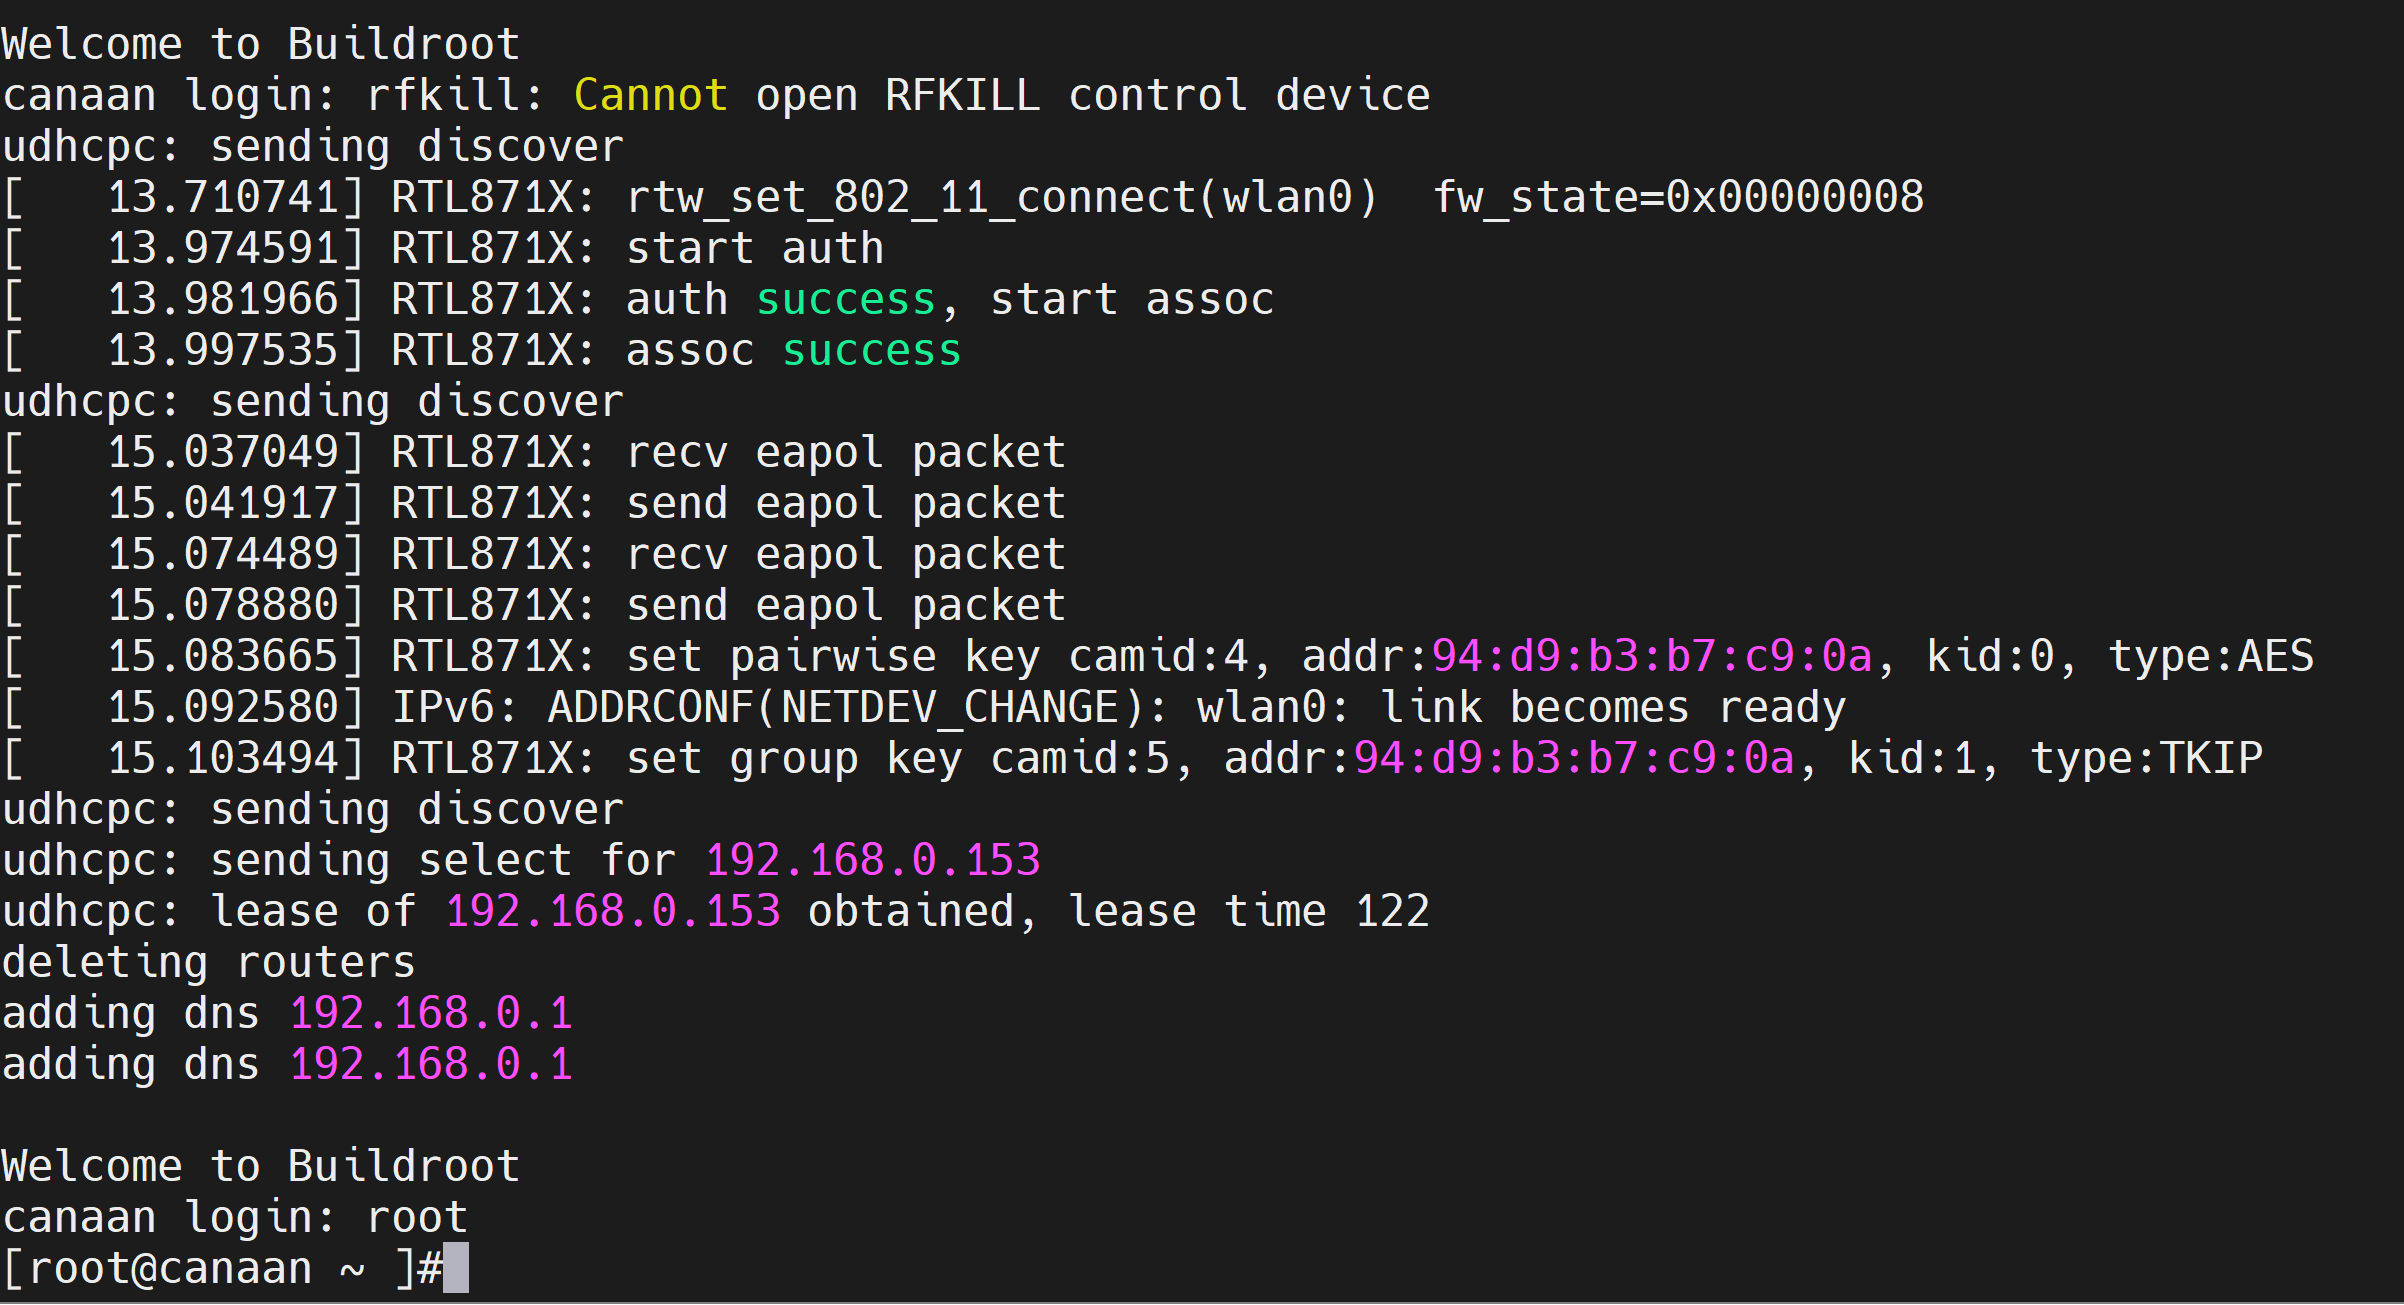 Welcome to Buildroot
canaan login: rfkill: Cannot open RFKILL control device
udhcpc: sending discover
[   13.710741] RTL871X: rtw_set_802_11_connect(wlan0)  fw_state=0x00000008
[   13.974591] RTL871X: start auth
[   13.981966] RTL871X: auth success, start assoc
[   13.997535] RTL871X: assoc success
udhcpc: sending discover
[   15.037049] RTL871X: recv eapol packet
[   15.041917] RTL871X: send eapol packet
[   15.074489] RTL871X: recv eapol packet
[   15.078880] RTL871X: send eapol packet
[   15.083665] RTL871X: set pairwise key camid:4, addr:94:d9:b3:b7:c9:0a, kid:0, type:AES
[   15.092580] IPv6: ADDRCONF(NETDEV_CHANGE): wlan0: link becomes ready
[   15.103494] RTL871X: set group key camid:5, addr:94:d9:b3:b7:c9:0a, kid:1, type:TKIP
udhcpc: sending discover
udhcpc: sending select for 192.168.0.153
udhcpc: lease of 192.168.0.153 obtained, lease time 122
deleting routers
adding dns 192.168.0.1
adding dns 192.168.0.1
Welcome to Buildroot
canaan login: root
[root@canaan ~ ]#